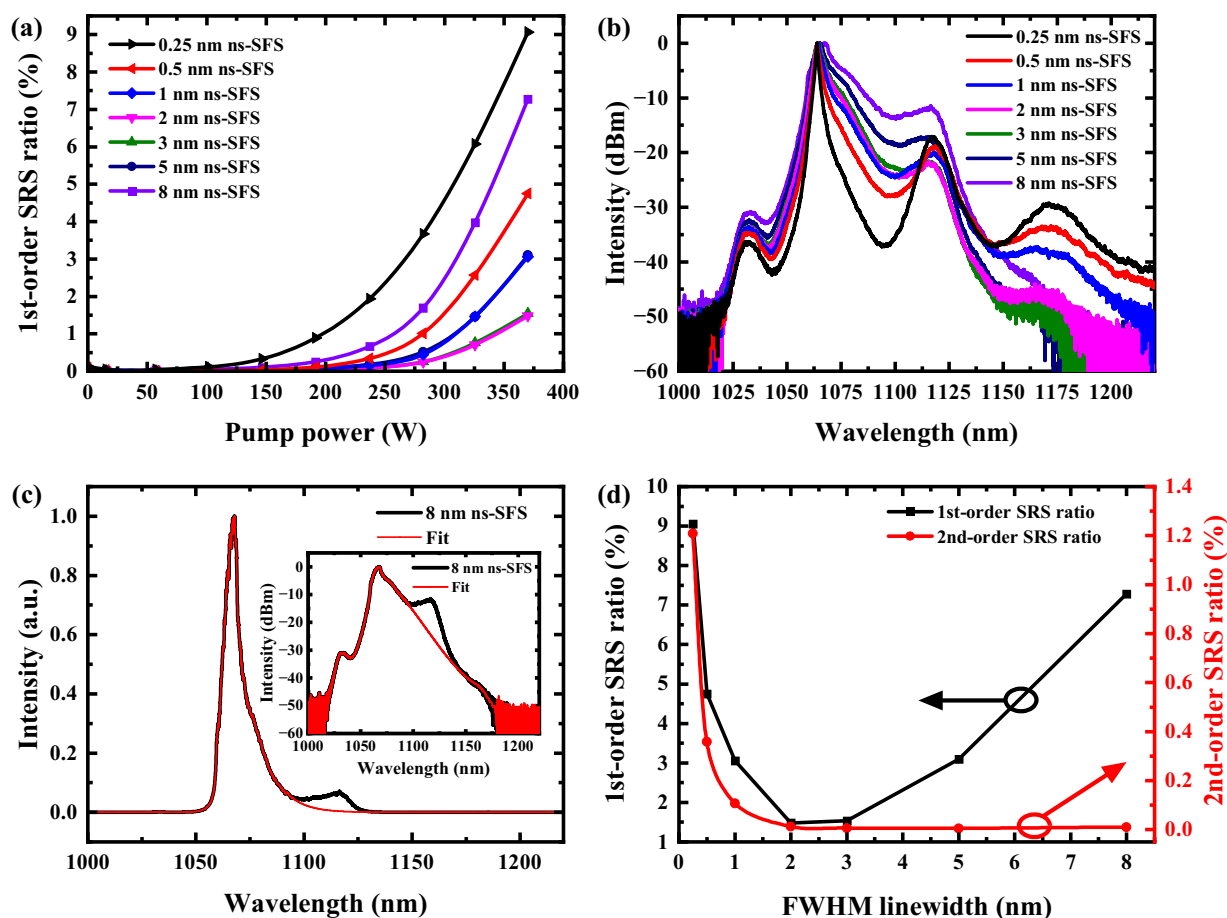 (a)
0.25 nm ns-SFS
0.5 nm ns-SFS
1 nm ns-SFS
2 nm ns-SFS
3 nm ns-SFS
5 nm ns-SFS
8 nm ns-SFS
1st-order SRS ratio (%)
9
8
7
6
5
4
3
2
1
0
0 50 100 150 200 250 300 350 400
Pump power (W)
(b)
0.25 nm ns-SFS
0.5 nm ns-SFS
1 nm ns-SFS
2 nm ns-SFS
3 nm ns-SFS
5 nm ns-SFS
8 nm ns-SFS
Intensity (dBm)
0
−10
−20
−30
−40
−50
−60
1000 1025 1050 1075 1100 1125 1150 1175 1200
Wavelength (nm)
(c)
8 nm ns-SFS
Fit
Intensity (a.u.)
1.0
0.8
0.6
0.4
0.2
0.0
1000 1050 1100 1150 1200
Wavelength (nm)
8 nm ns-SFS
Fit
Intensity (dBm)
0
−10
−20
−30
−40
−50
−60
1000 1050 1100 1150 1200
Wavelength (nm)
(d)
1st-order SRS ratio
2nd-order SRS ratio
1st-order SRS ratio (%)
10
9
8
7
6
5
4
3
2
1
0 1 2 3 4 5 6 7 8
FWHM linewidth (nm)
1.4
1.2
1.0
0.8
0.6
0.4
0.2
0.0
2nd-order SRS ratio (%)